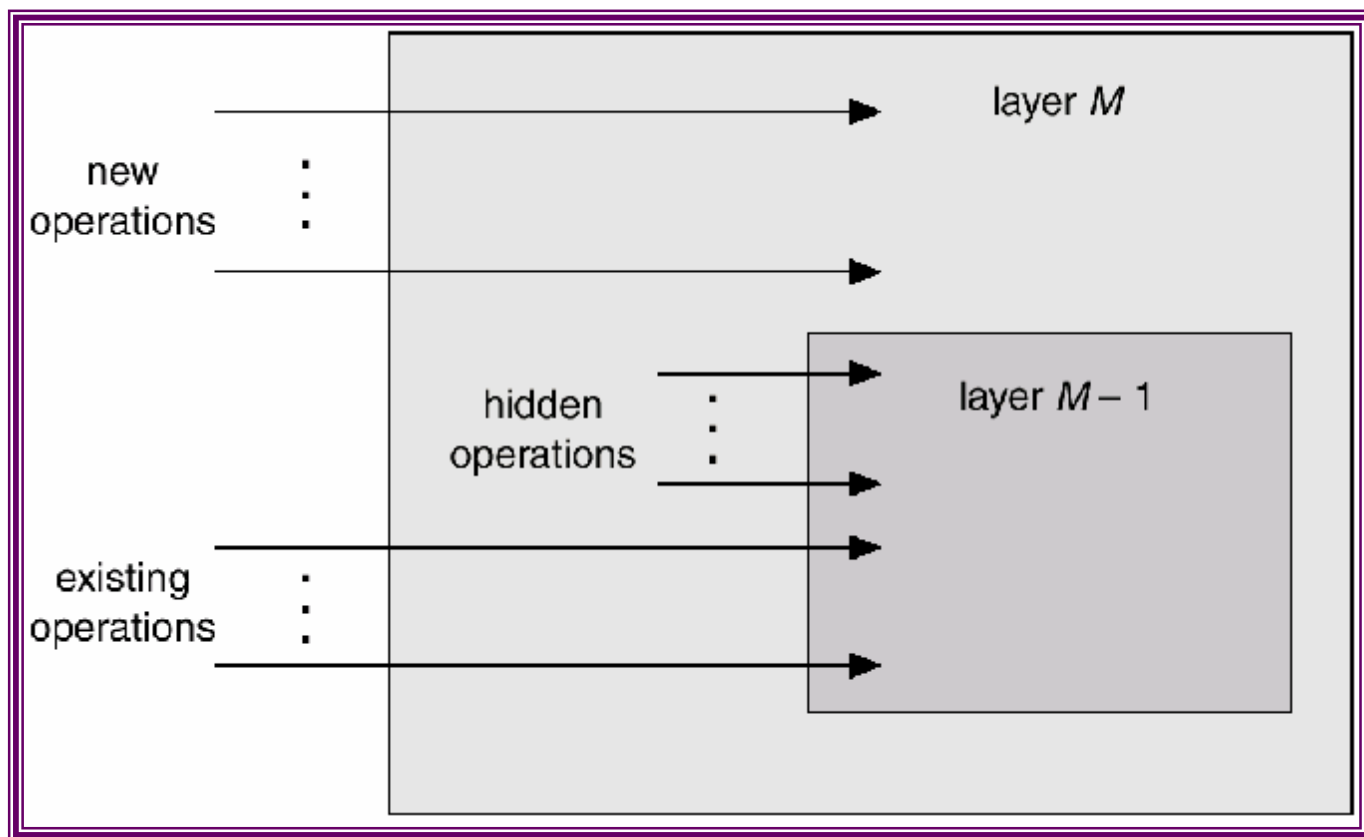 layer M
new
operations
hidden
operations
layer M – 1
existing
operations